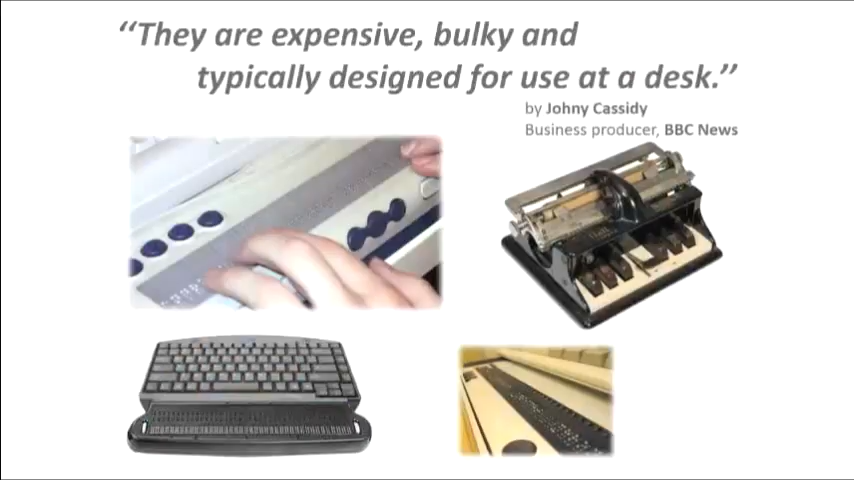 ‘‘They are expensive, bulky and
typically designed for use at a desk.’’
by Johny Cassidy
Business producer, BBC News